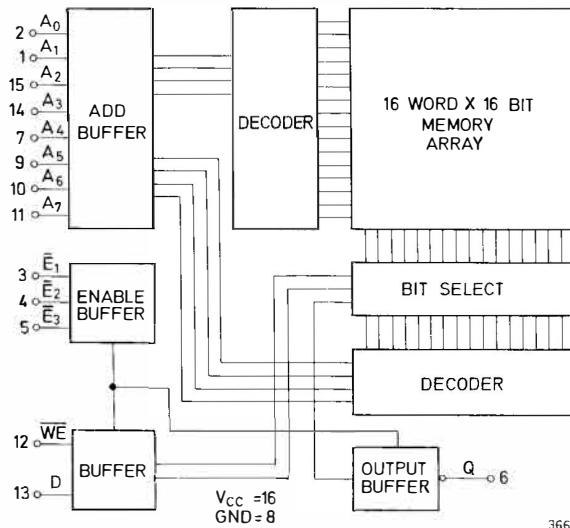 2 A0
1 A1
15 A2
14 A3
7 A4
9 A5
10 A6
11 A7
ADD
BUFFER
DECODER
16 WORD X 16 BIT
MEMORY
ARRAY
3 Ē1
4 Ē2
5 Ē3
ENABLE
BUFFER
BIT SELECT
DECODER
12 W̅E̅
13 D
BUFFER
VCC =16
GND=8
OUTPUT
BUFFER
Q 6
366